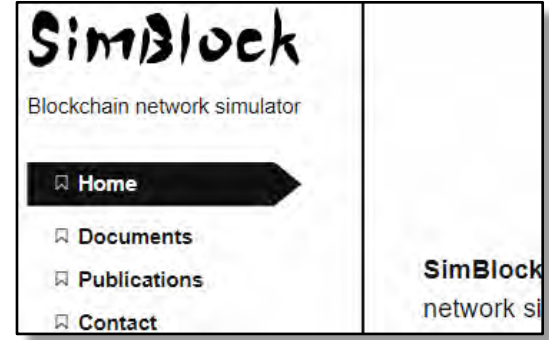 SimBlock
Blockchain network simulator
Home
Documents
Publications
Contact
SimBlock
network si